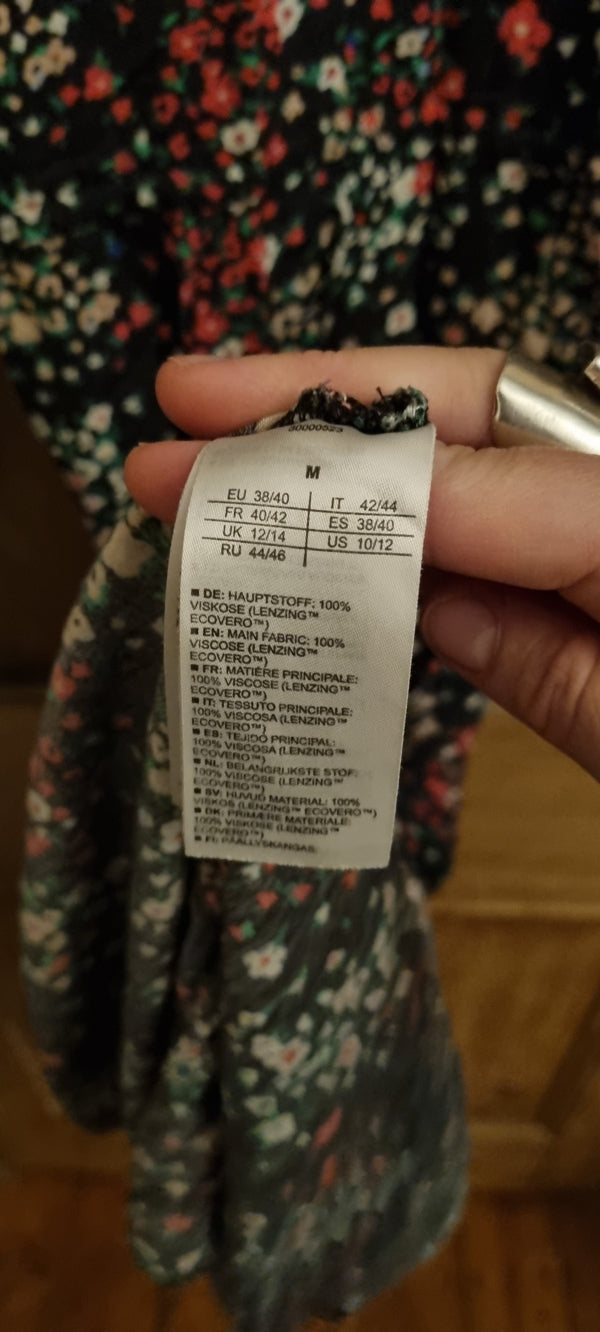 30000523
M
EU 38/40 IT 42/44
FR 40/42 ES 38/40
UK 12/14 US 10/12
RU 44/46
■ DE: HAUPTSTOFF: 100%
VISKOSE (LENZING™
ECOVERO™)
■ EN: MAIN FABRIC: 100%
VISCOSE (LENZING™
ECOVERO™)
■ FR: MATIÈRE PRINCIPALE:
100% VISCOSE (LENZING™
ECOVERO™)
■ IT: TESSUTO PRINCIPALE:
100% VISCOSA (LENZING™
ECOVERO™)
■ ES: TEJIDO PRINCIPAL:
100% VISCOSA (LENZING™
ECOVERO™)
■ NL: BELANGRIJKSTE STOF:
100% VISCOSE (LENZING™
ECOVERO™)
■ SV: HUVUD MATERIAL: 100%
VISKOS (LENZING™ ECOVERO™)
■ DK: PRIMÆRE MATERIALE:
100% VISKOSE (LENZING™
ECOVERO™)
■ FI: PÄÄLLYSKANGAS: